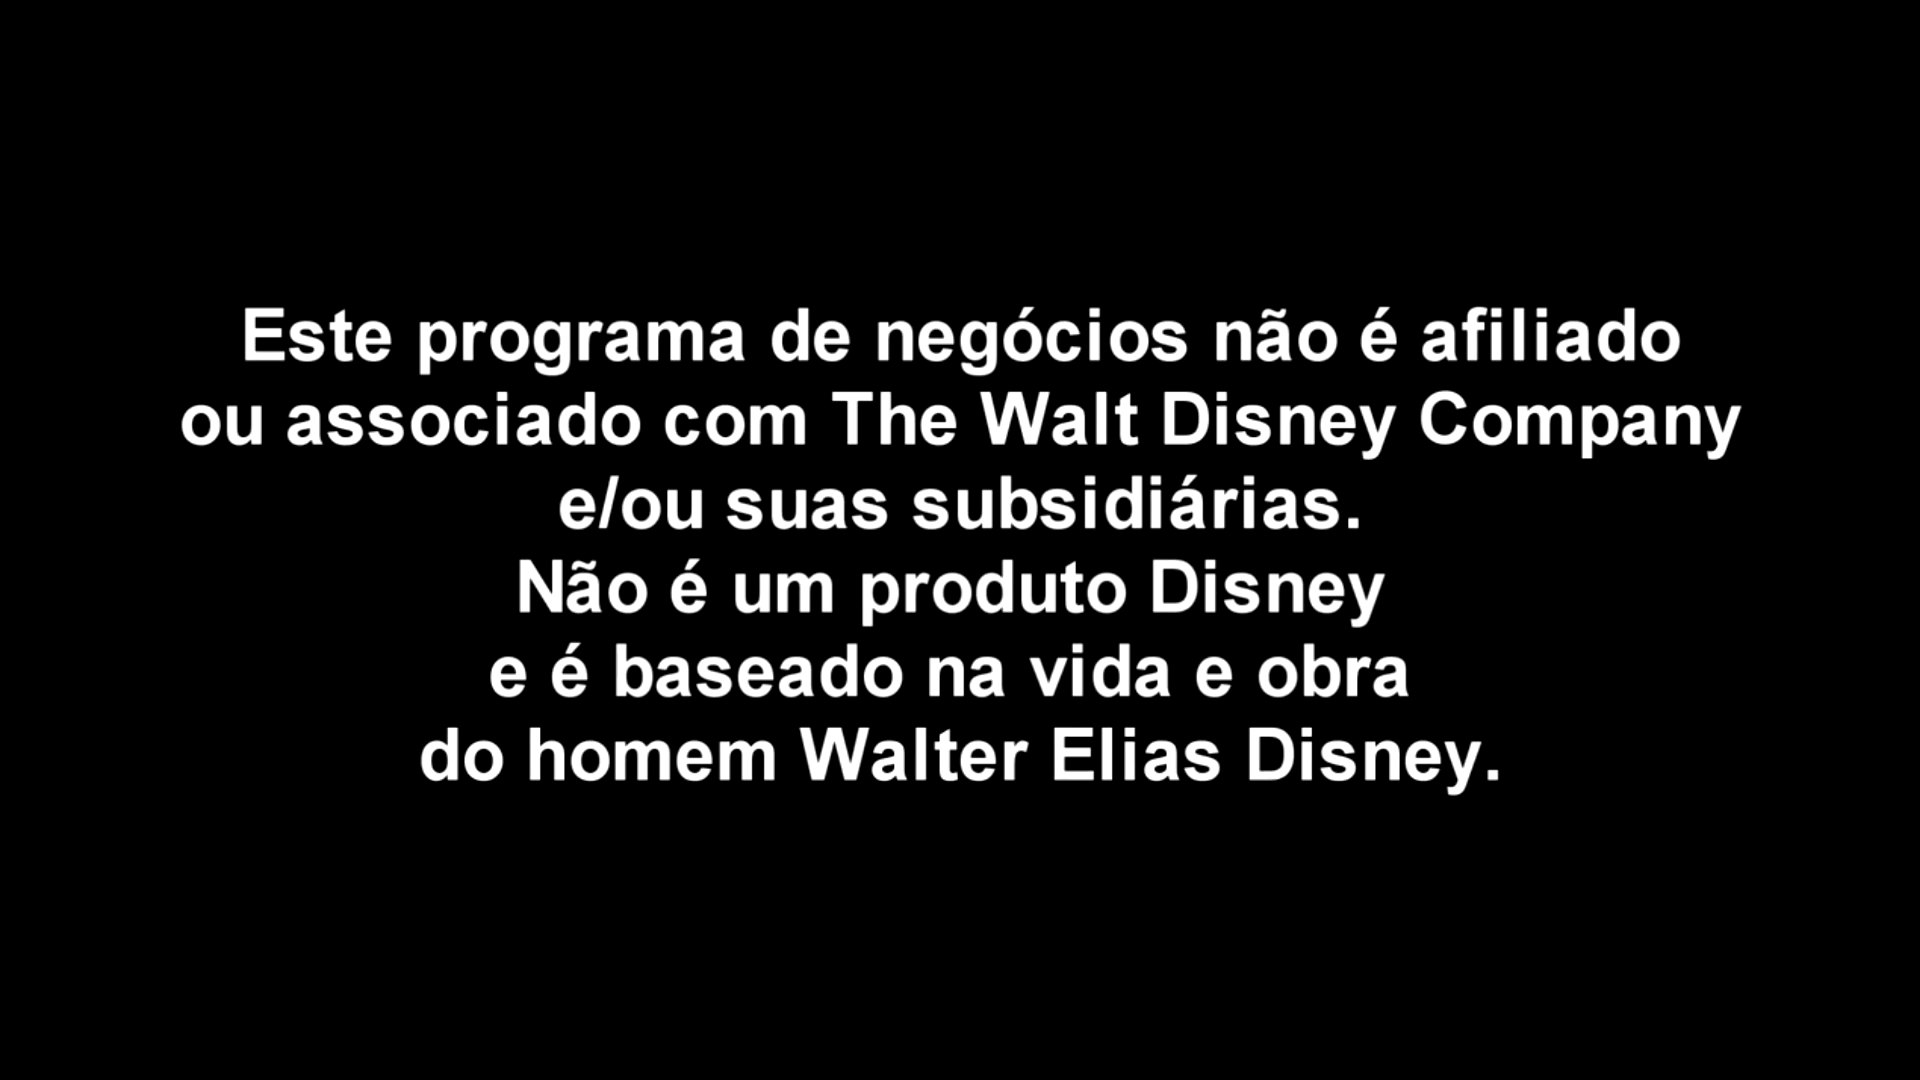 Este programa de negócios não é afiliado
ou associado com The Walt Disney Company
e/ou suas subsidiárias.
Não é um produto Disney
e é baseado na vida e obra
do homem Walter Elias Disney.